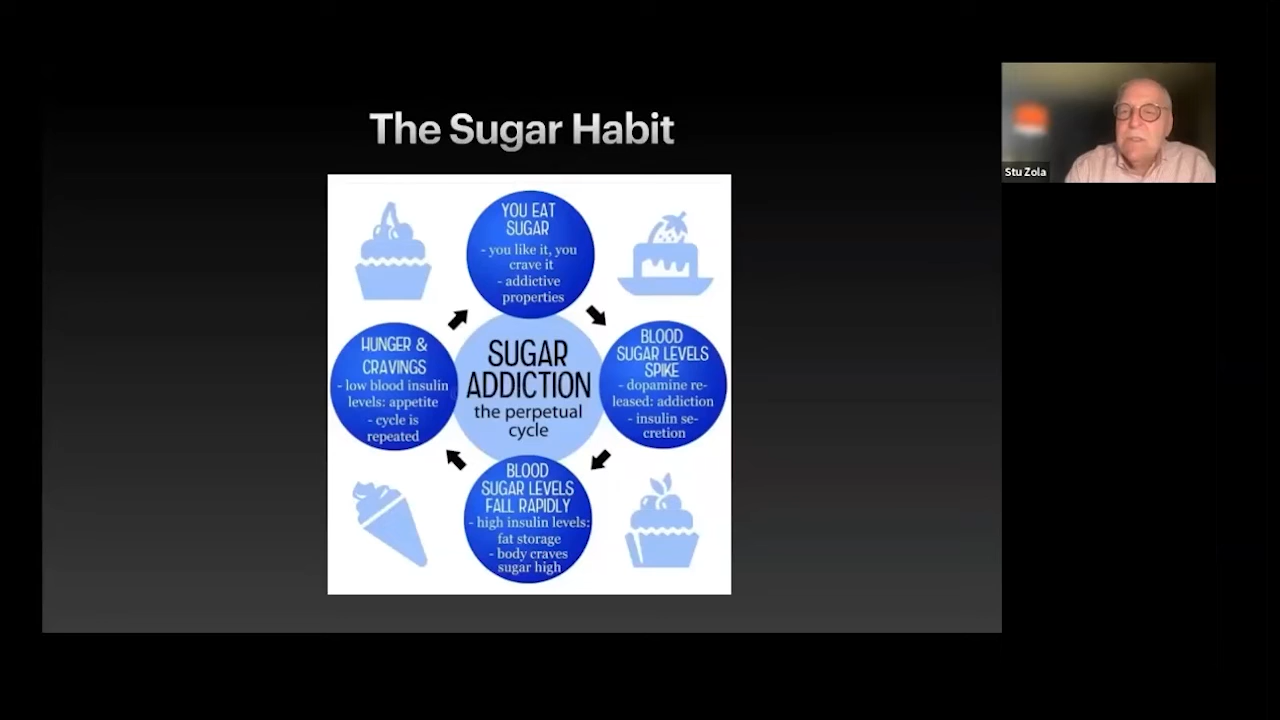 The Sugar Habit
Stu Zola
YOU EAT
SUGAR
- you like it, you
crave it
- addictive
properties
BLOOD
SUGAR LEVELS
SPIKE
- dopamine re-
leased: addiction
- insulin se-
cretion
BLOOD
SUGAR LEVELS
FALL RAPIDLY
- high insulin levels:
fat storage
- body craves
sugar high
HUNGER &
CRAVINGS
- low blood insulin
levels: appetite
- cycle is
repeated
SUGAR
ADDICTION
the perpetual
cycle